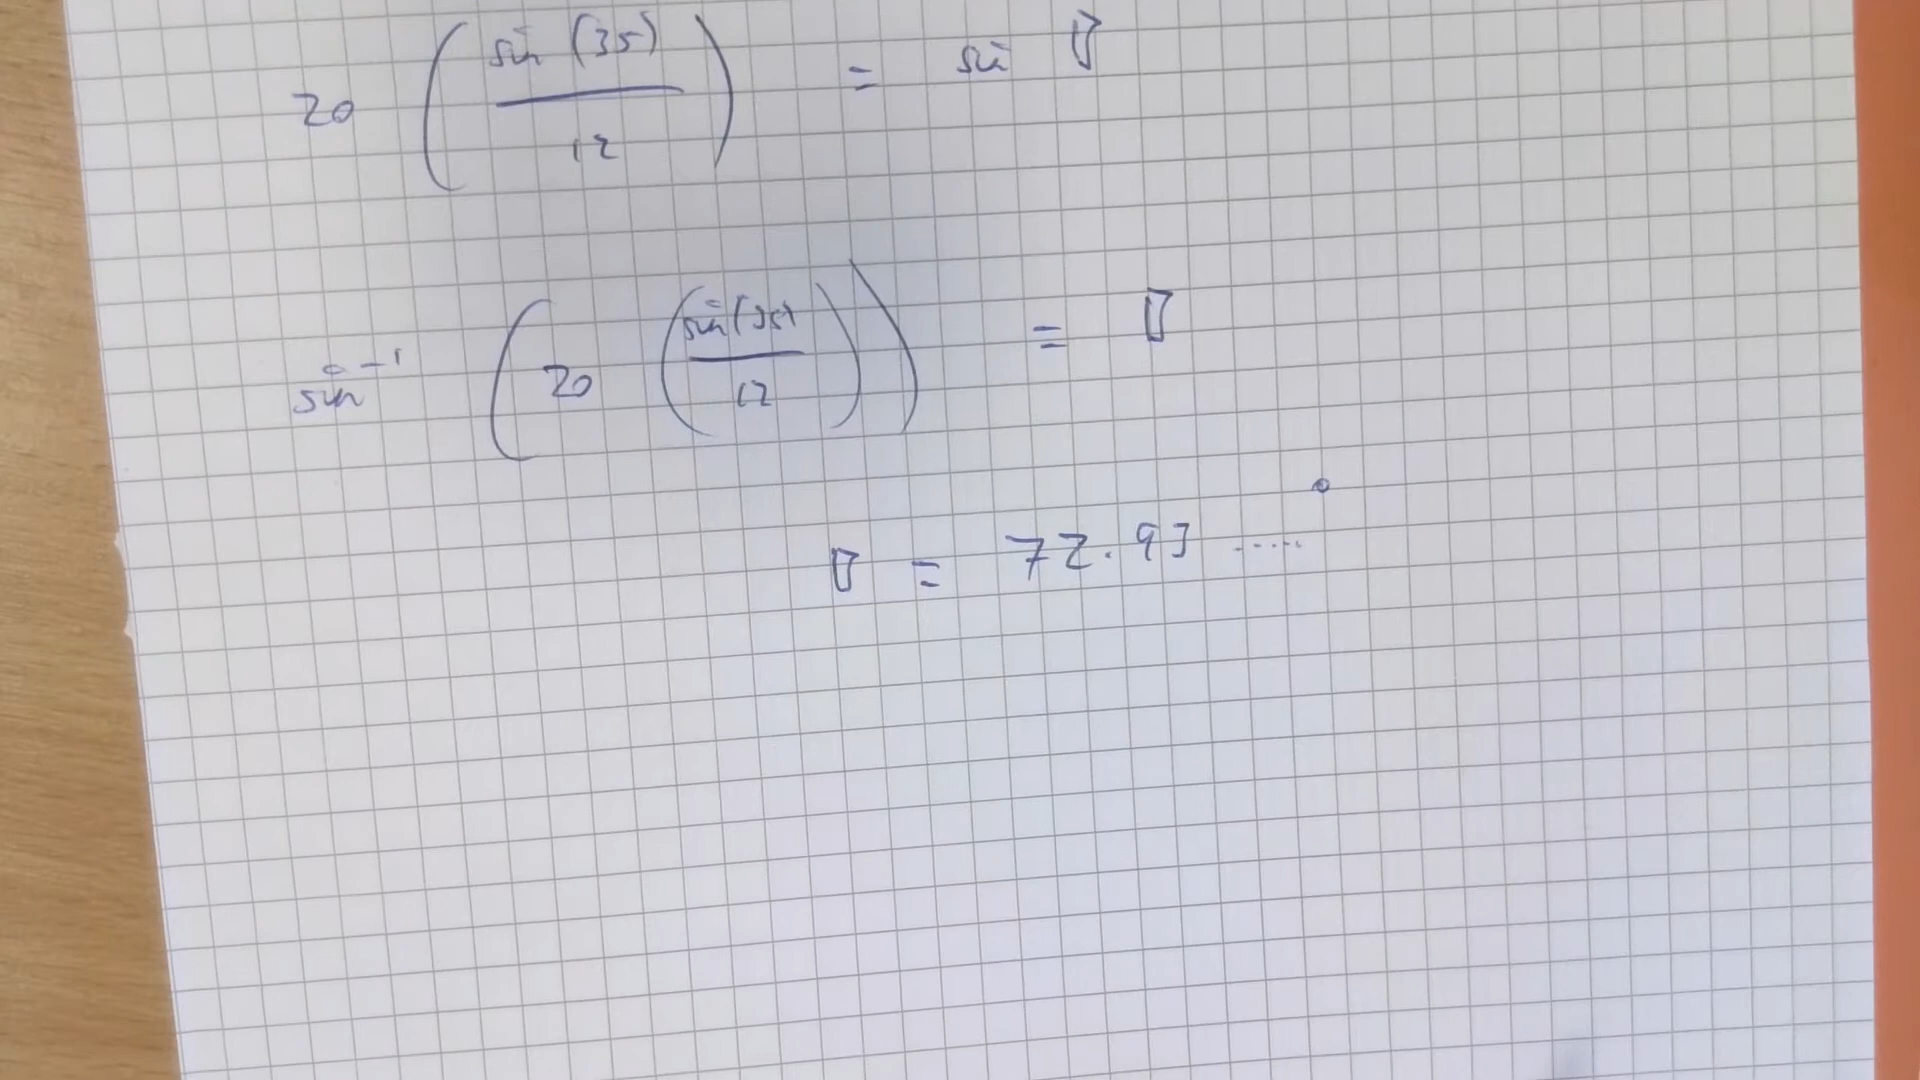 20 ( sin (35) / 12 ) = sin □
sin⁻¹ ( 20 ( sin (35) / 12 ) ) = □
□ = 72.93 .....°